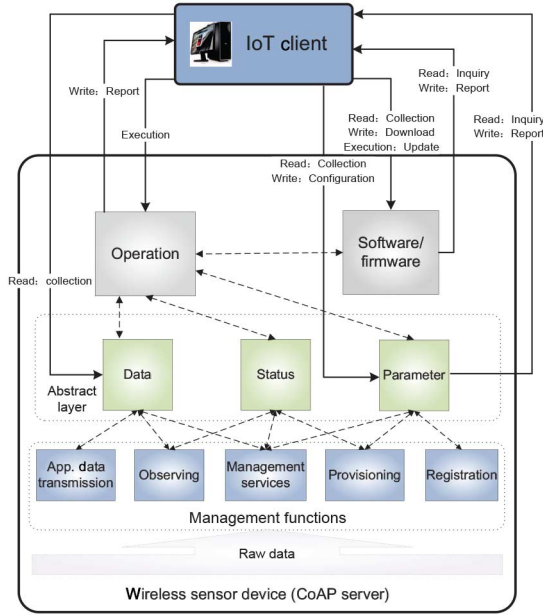 IoT client
Read: Inquiry
Write: Report
Write: Report
Read: Collection
Write: Download
Execution: Update
Read: Inquiry
Write: Report
Execution
Read: Collection
Write: Configuration
Operation
Software/
firmware
Read: collection
Data
Status
Parameter
Abstract
layer
App. data
transmission
Observing
Management
services
Provisioning
Registration
Management functions
Raw data
Wireless sensor device (CoAP server)